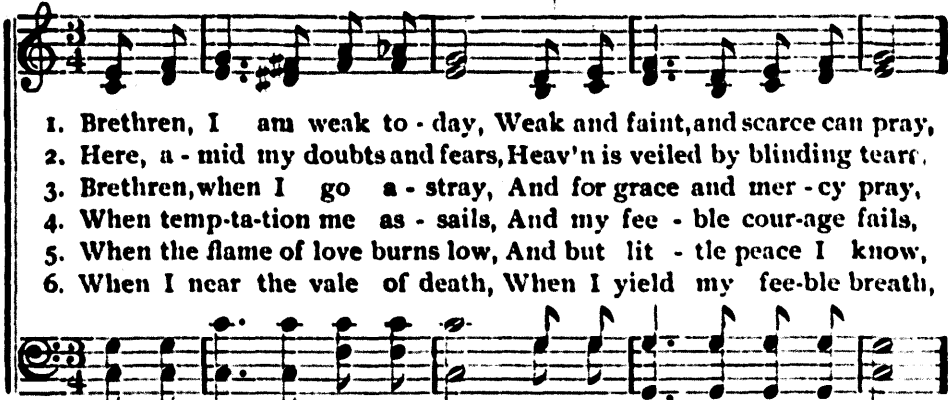 3
4
1. Brethren, I am weak to - day, Weak and faint, and scarce can pray,
2. Here, a - mid my doubts and fears, Heav'n is veiled by blinding tears.
3. Brethren, when I go a - stray, And for grace and mer - cy pray,
4. When temp-ta-tion me as - sails, And my fee - ble cour-age fails,
5. When the flame of love burns low, And but lit - tle peace I know,
6. When I near the vale of death, When I yield my fee-ble breath,
3
4